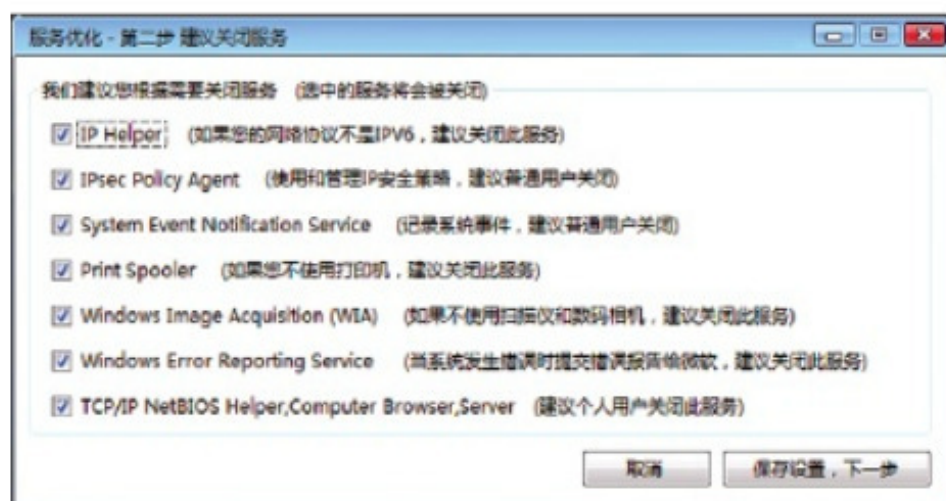 服务优化 - 第二步 建议关闭服务
我们建议您根据需要关闭服务 (选中的服务将会被关闭)
IP Helper (如果您的网络协议不是IPV6，建议关闭此服务)
IPsec Policy Agent (使用和管理IP安全策略，建议普通用户关闭)
System Event Notification Service (记录系统事件，建议普通用户关闭)
Print Spooler (如果您不使用打印机，建议关闭此服务)
Windows Image Acquisition (WIA) (如果不使用扫描仪和数码相机，建议关闭此服务)
Windows Error Reporting Service (当系统发生错误时提交错误报告给微软，建议关闭此服务)
TCP/IP NetBIOS Helper,Computer Browser,Server (建议个人用户关闭此服务)
取消 保存设置，下一步